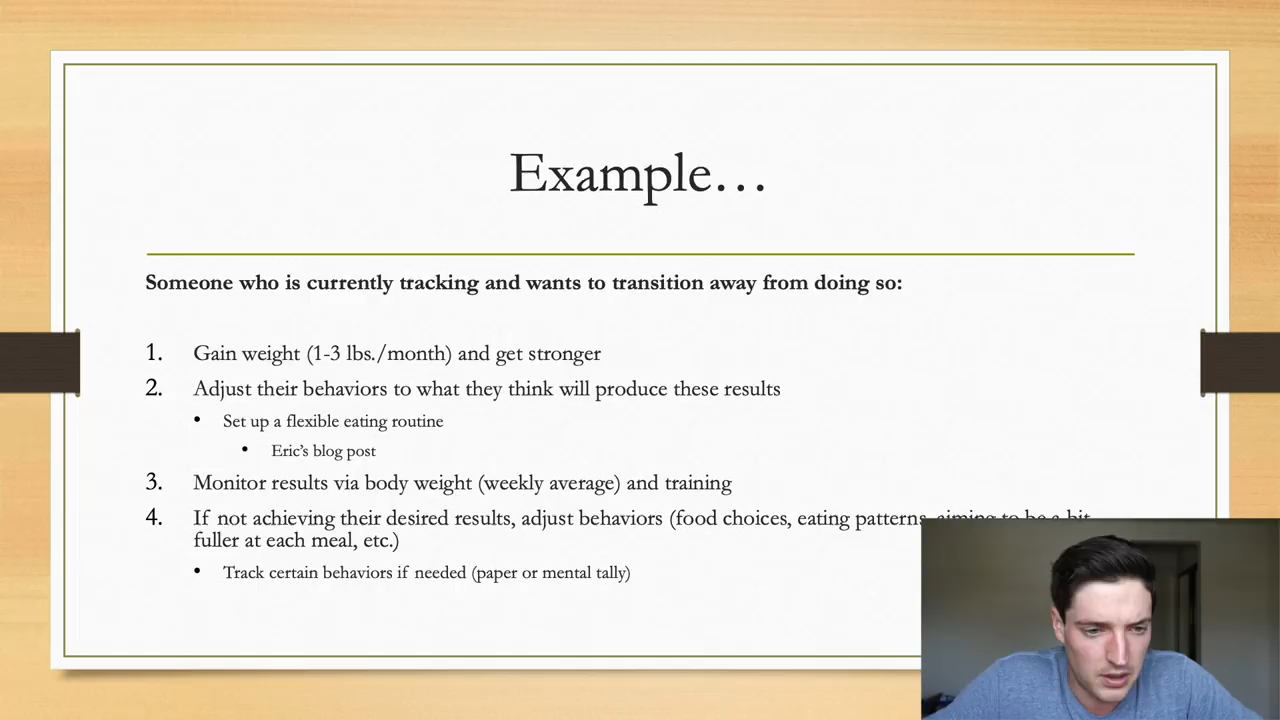 Example…
Someone who is currently tracking and wants to transition away from doing so:
1. Gain weight (1-3 lbs./month) and get stronger
2. Adjust their behaviors to what they think will produce these results
• Set up a flexible eating routine
• Eric’s blog post
3. Monitor results via body weight (weekly average) and training
4. If not achieving their desired results, adjust behaviors (food choices, eating patterns, aiming to be a bit
fuller at each meal, etc.)
• Track certain behaviors if needed (paper or mental tally)